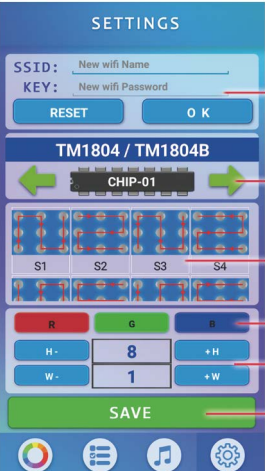 SETTINGS
SSID: New wifi Name
KEY: New wifi Password
RESET O K
TM1804 / TM1804B
CHIP-01
S1 S2 S3 S4
R G B
H - 8 + H
W - 1 + W
SAVE